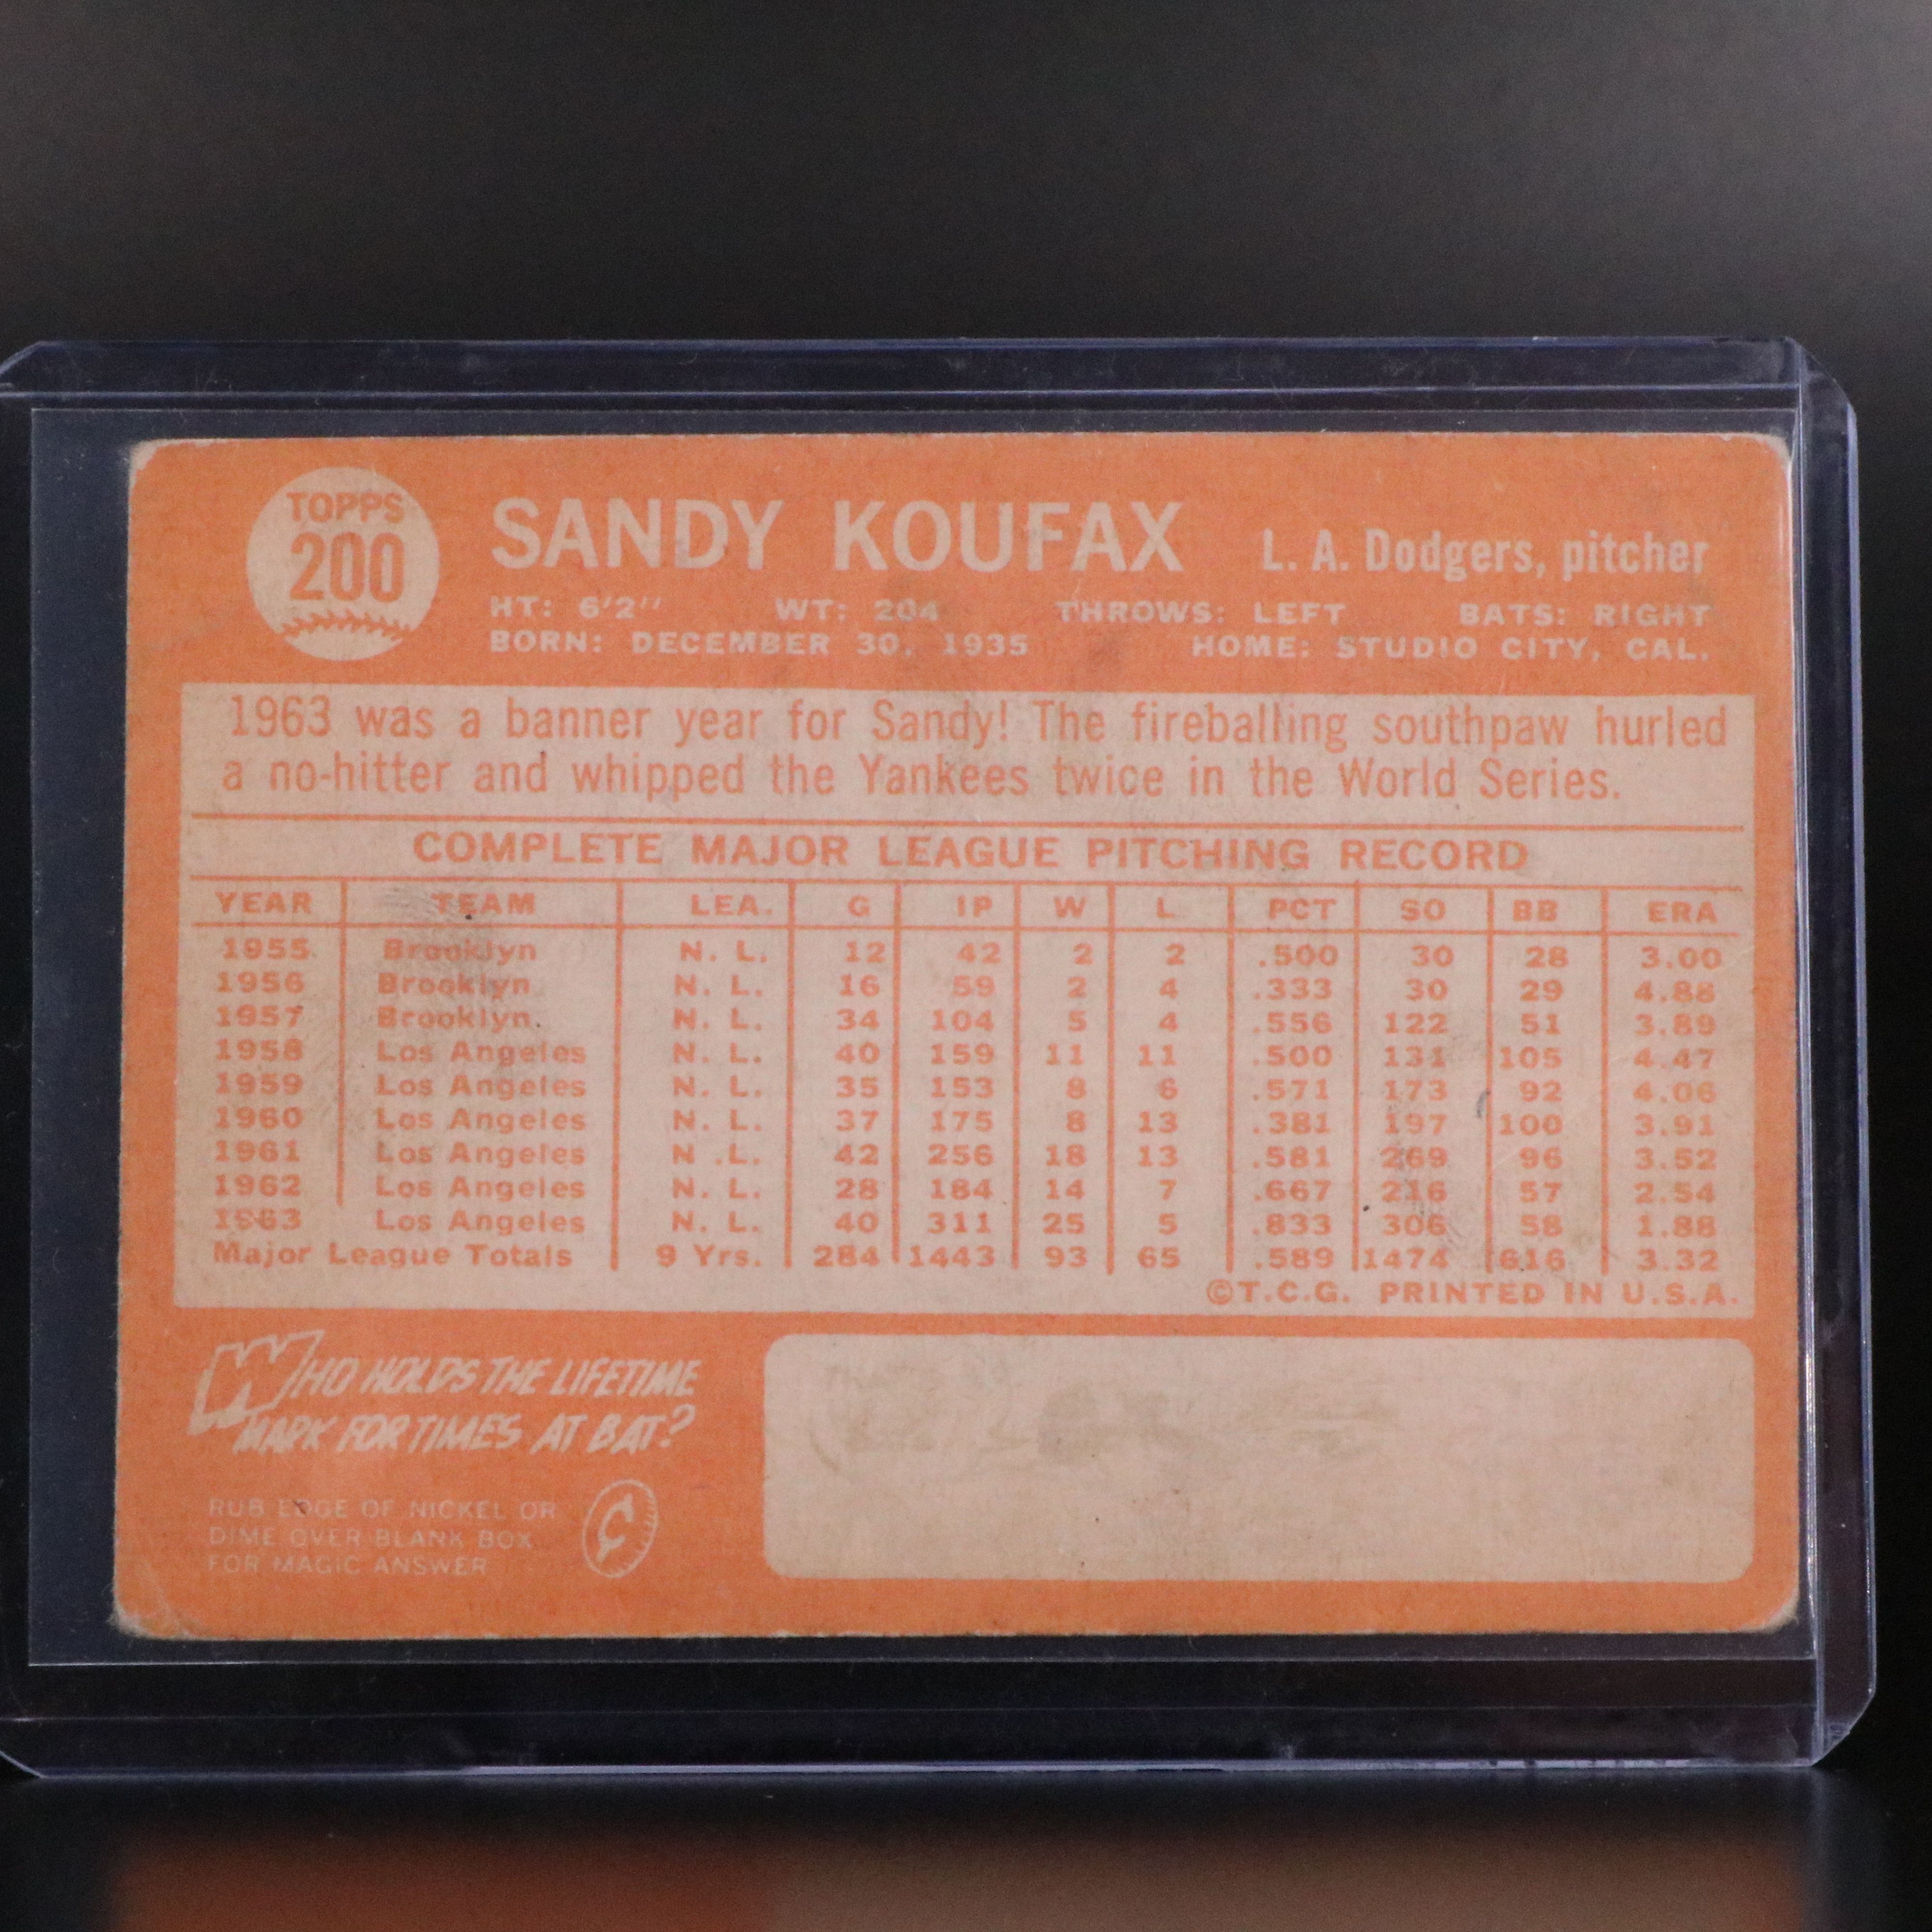 TOPPS
200
SANDY KOUFAX L. A. Dodgers, pitcher
HT: 6'2" WT: 204 THROWS: LEFT BATS: RIGHT
BORN: DECEMBER 30, 1935 HOME: STUDIO CITY, CAL.
1963 was a banner year for Sandy! The fireballing southpaw hurled
a no-hitter and whipped the Yankees twice in the World Series.
COMPLETE MAJOR LEAGUE PITCHING RECORD
YEAR TEAM LEA. G IP W L PCT SO BB ERA
1955 Brooklyn N. L. 12 42 2 2 .500 30 28 3.00
1956 Brooklyn N. L. 16 59 2 4 .333 30 29 4.88
1957 Brooklyn N. L. 34 104 5 4 .556 122 51 3.89
1958 Los Angeles N. L. 40 159 11 11 .500 131 105 4.47
1959 Los Angeles N. L. 35 153 8 6 .571 173 92 4.06
1960 Los Angeles N. L. 37 175 8 13 .381 197 100 3.91
1961 Los Angeles N .L. 42 256 18 13 .581 269 96 3.52
1962 Los Angeles N. L. 28 184 14 7 .667 216 57 2.54
1963 Los Angeles N. L. 40 311 25 5 .833 306 58 1.88
Major League Totals 9 Yrs. 284 1443 93 65 .589 1474 616 3.32
©T.C.G. PRINTED IN U.S.A.
WHO HOLDS THE LIFETIME
MARK FOR TIMES AT BAT?
RUB EDGE OF NICKEL OR
DIME OVER BLANK BOX
FOR MAGIC ANSWER